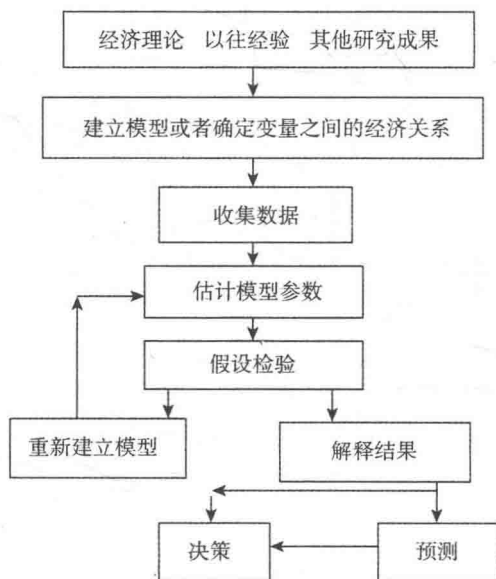 经济理论 以往经验 其他研究成果
建立模型或者确定变量之间的经济关系
收集数据
估计模型参数
假设检验
重新建立模型
解释结果
决策
预测